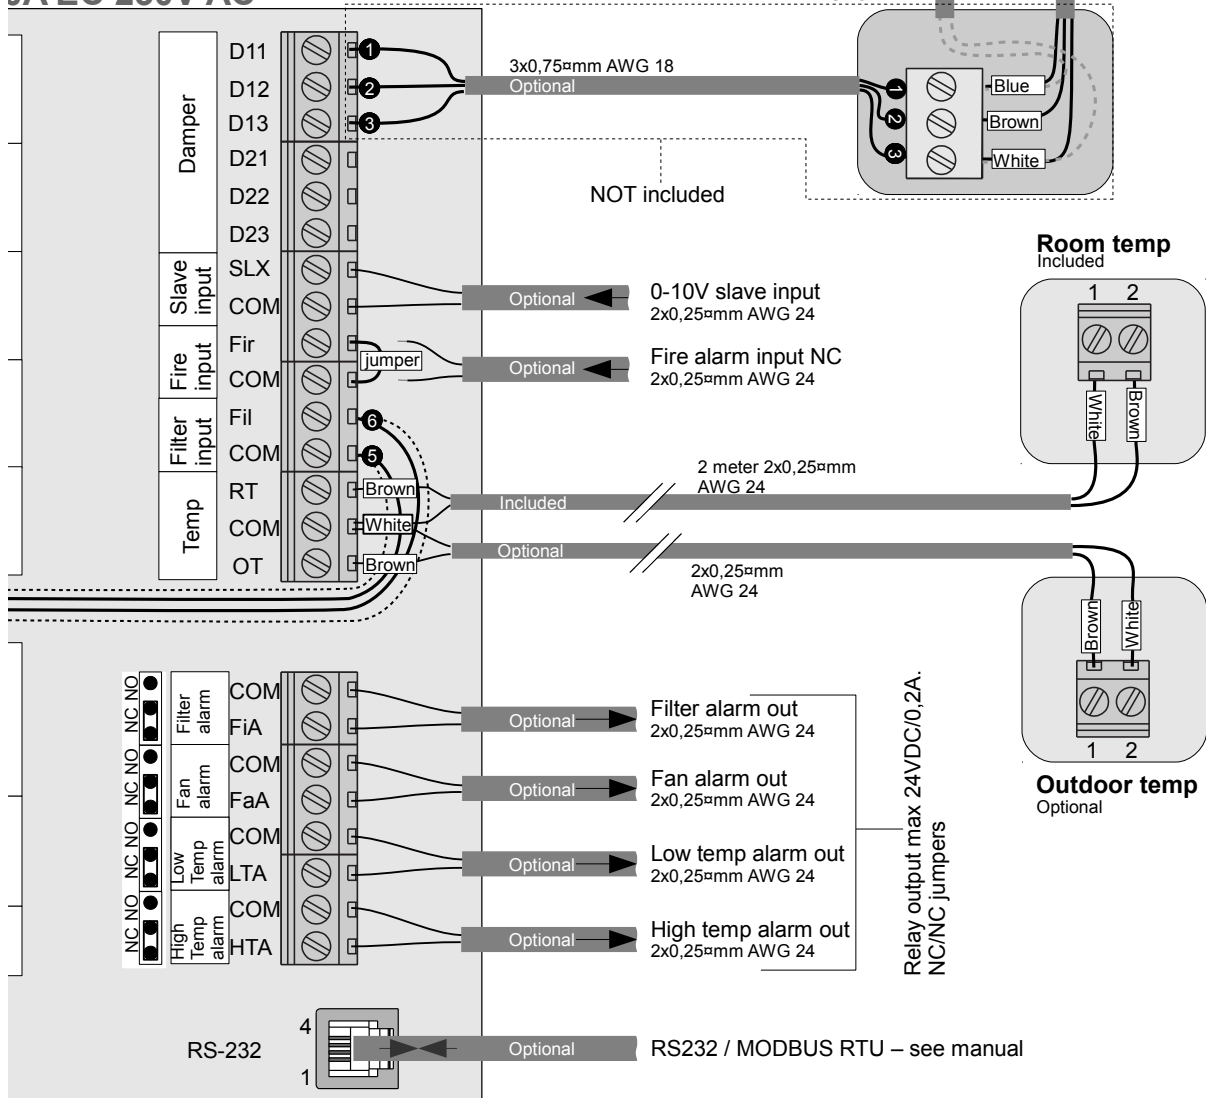 D11
D12
D13
D21
D22
D23
Damper
1
2
3
3x0,75¤mm AWG 18
Optional
NOT included
1
2
3
Blue
Brown
White
SLX
COM
Slave
input
Optional
0-10V slave input
2x0,25¤mm AWG 24
Fir
COM
Fire
input
jumper
Optional
Fire alarm input NC
2x0,25¤mm AWG 24
Fil
COM
Filter
input
6
5
RT
COM
OT
Temp
Brown
White
Brown
Included
2 meter 2x0,25¤mm
AWG 24
Optional
2x0,25¤mm
AWG 24
Room temp
Included
1 2
White
Brown
Brown
White
1 2
Outdoor temp
Optional
NC NO
Filter
alarm
COM
FiA
Optional
Filter alarm out
2x0,25¤mm AWG 24
NC NO
Fan
alarm
COM
FaA
Optional
Fan alarm out
2x0,25¤mm AWG 24
NC NO
Low
Temp
alarm
COM
LTA
Optional
Low temp alarm out
2x0,25¤mm AWG 24
NC NO
High
Temp
alarm
COM
HTA
Optional
High temp alarm out
2x0,25¤mm AWG 24
Relay output max 24VDC/0,2A.
NC/NC jumpers
RS-232
4
1
Optional
RS232 / MODBUS RTU – see manual